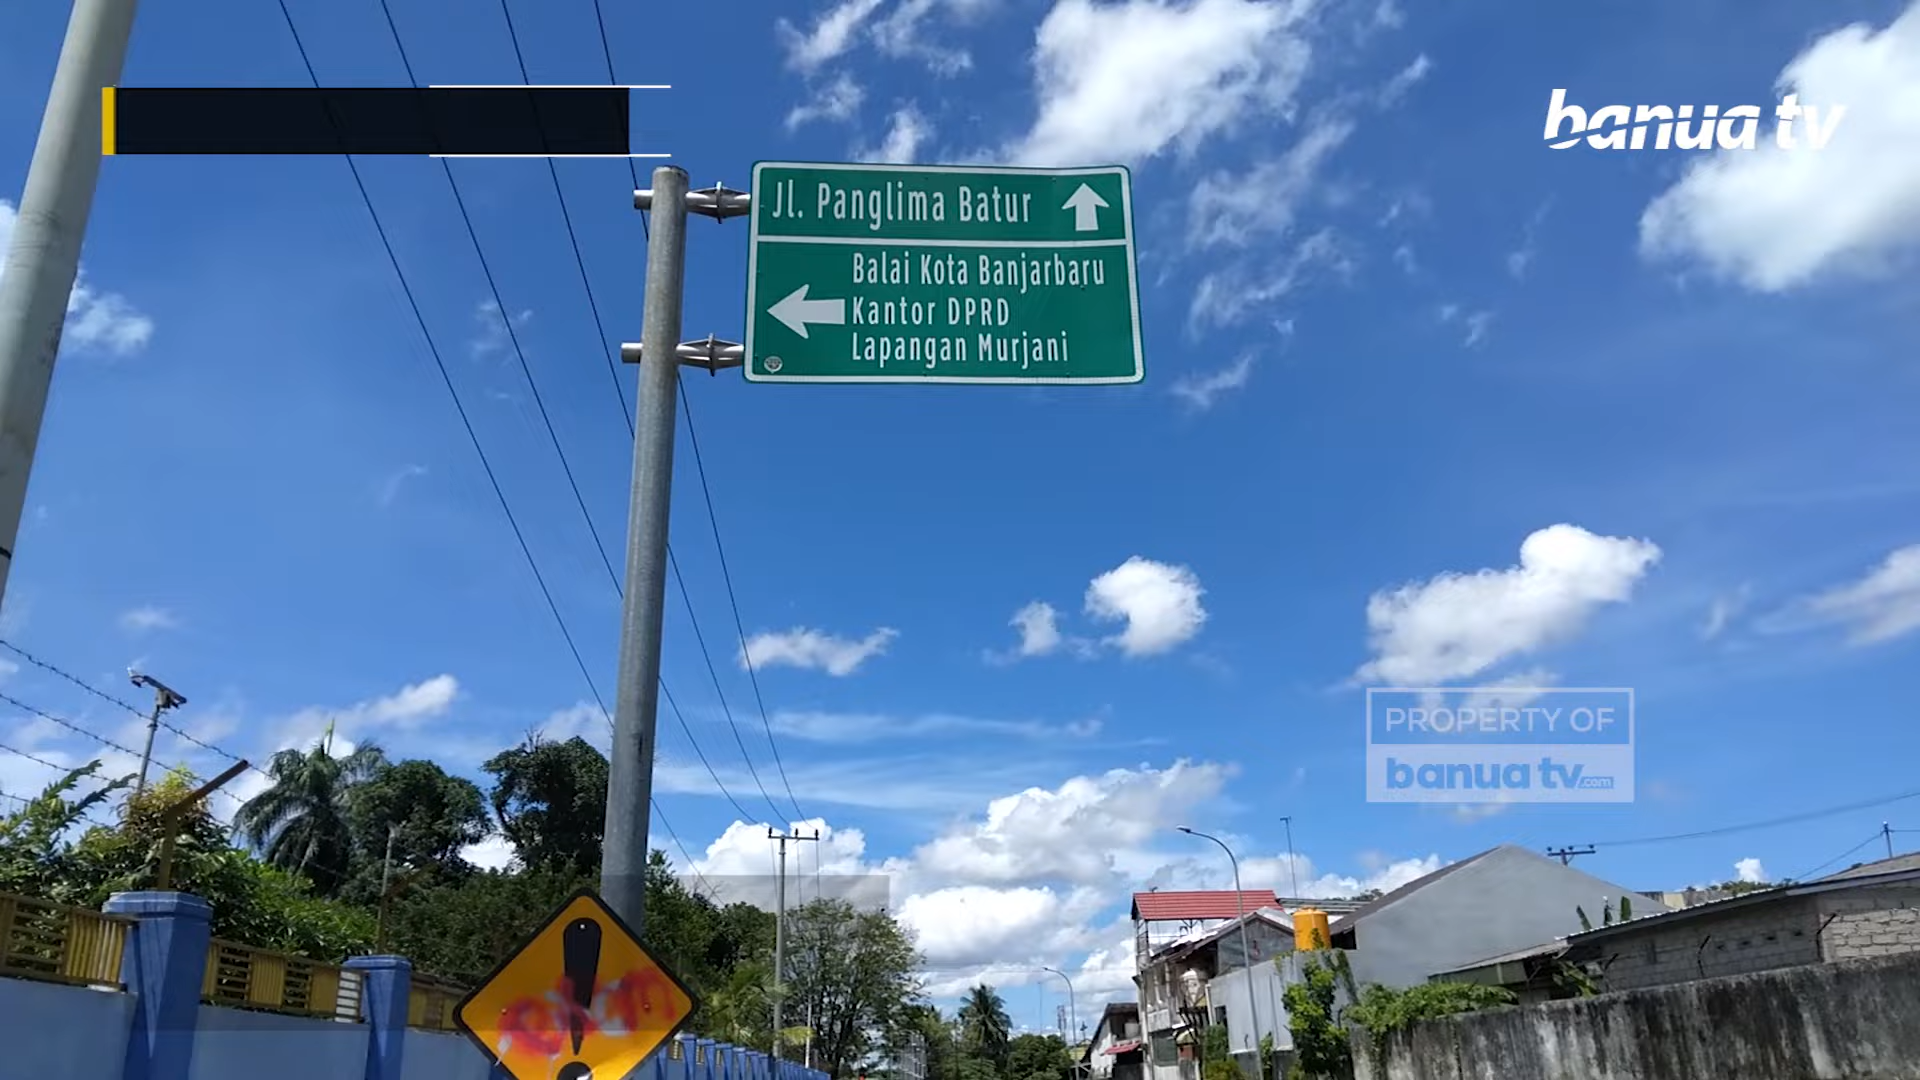 banua tv
Jl. Panglima Batur
Balai Kota Banjarbaru
Kantor DPRD
Lapangan Murjani
PROPERTY OF
banua tv.com